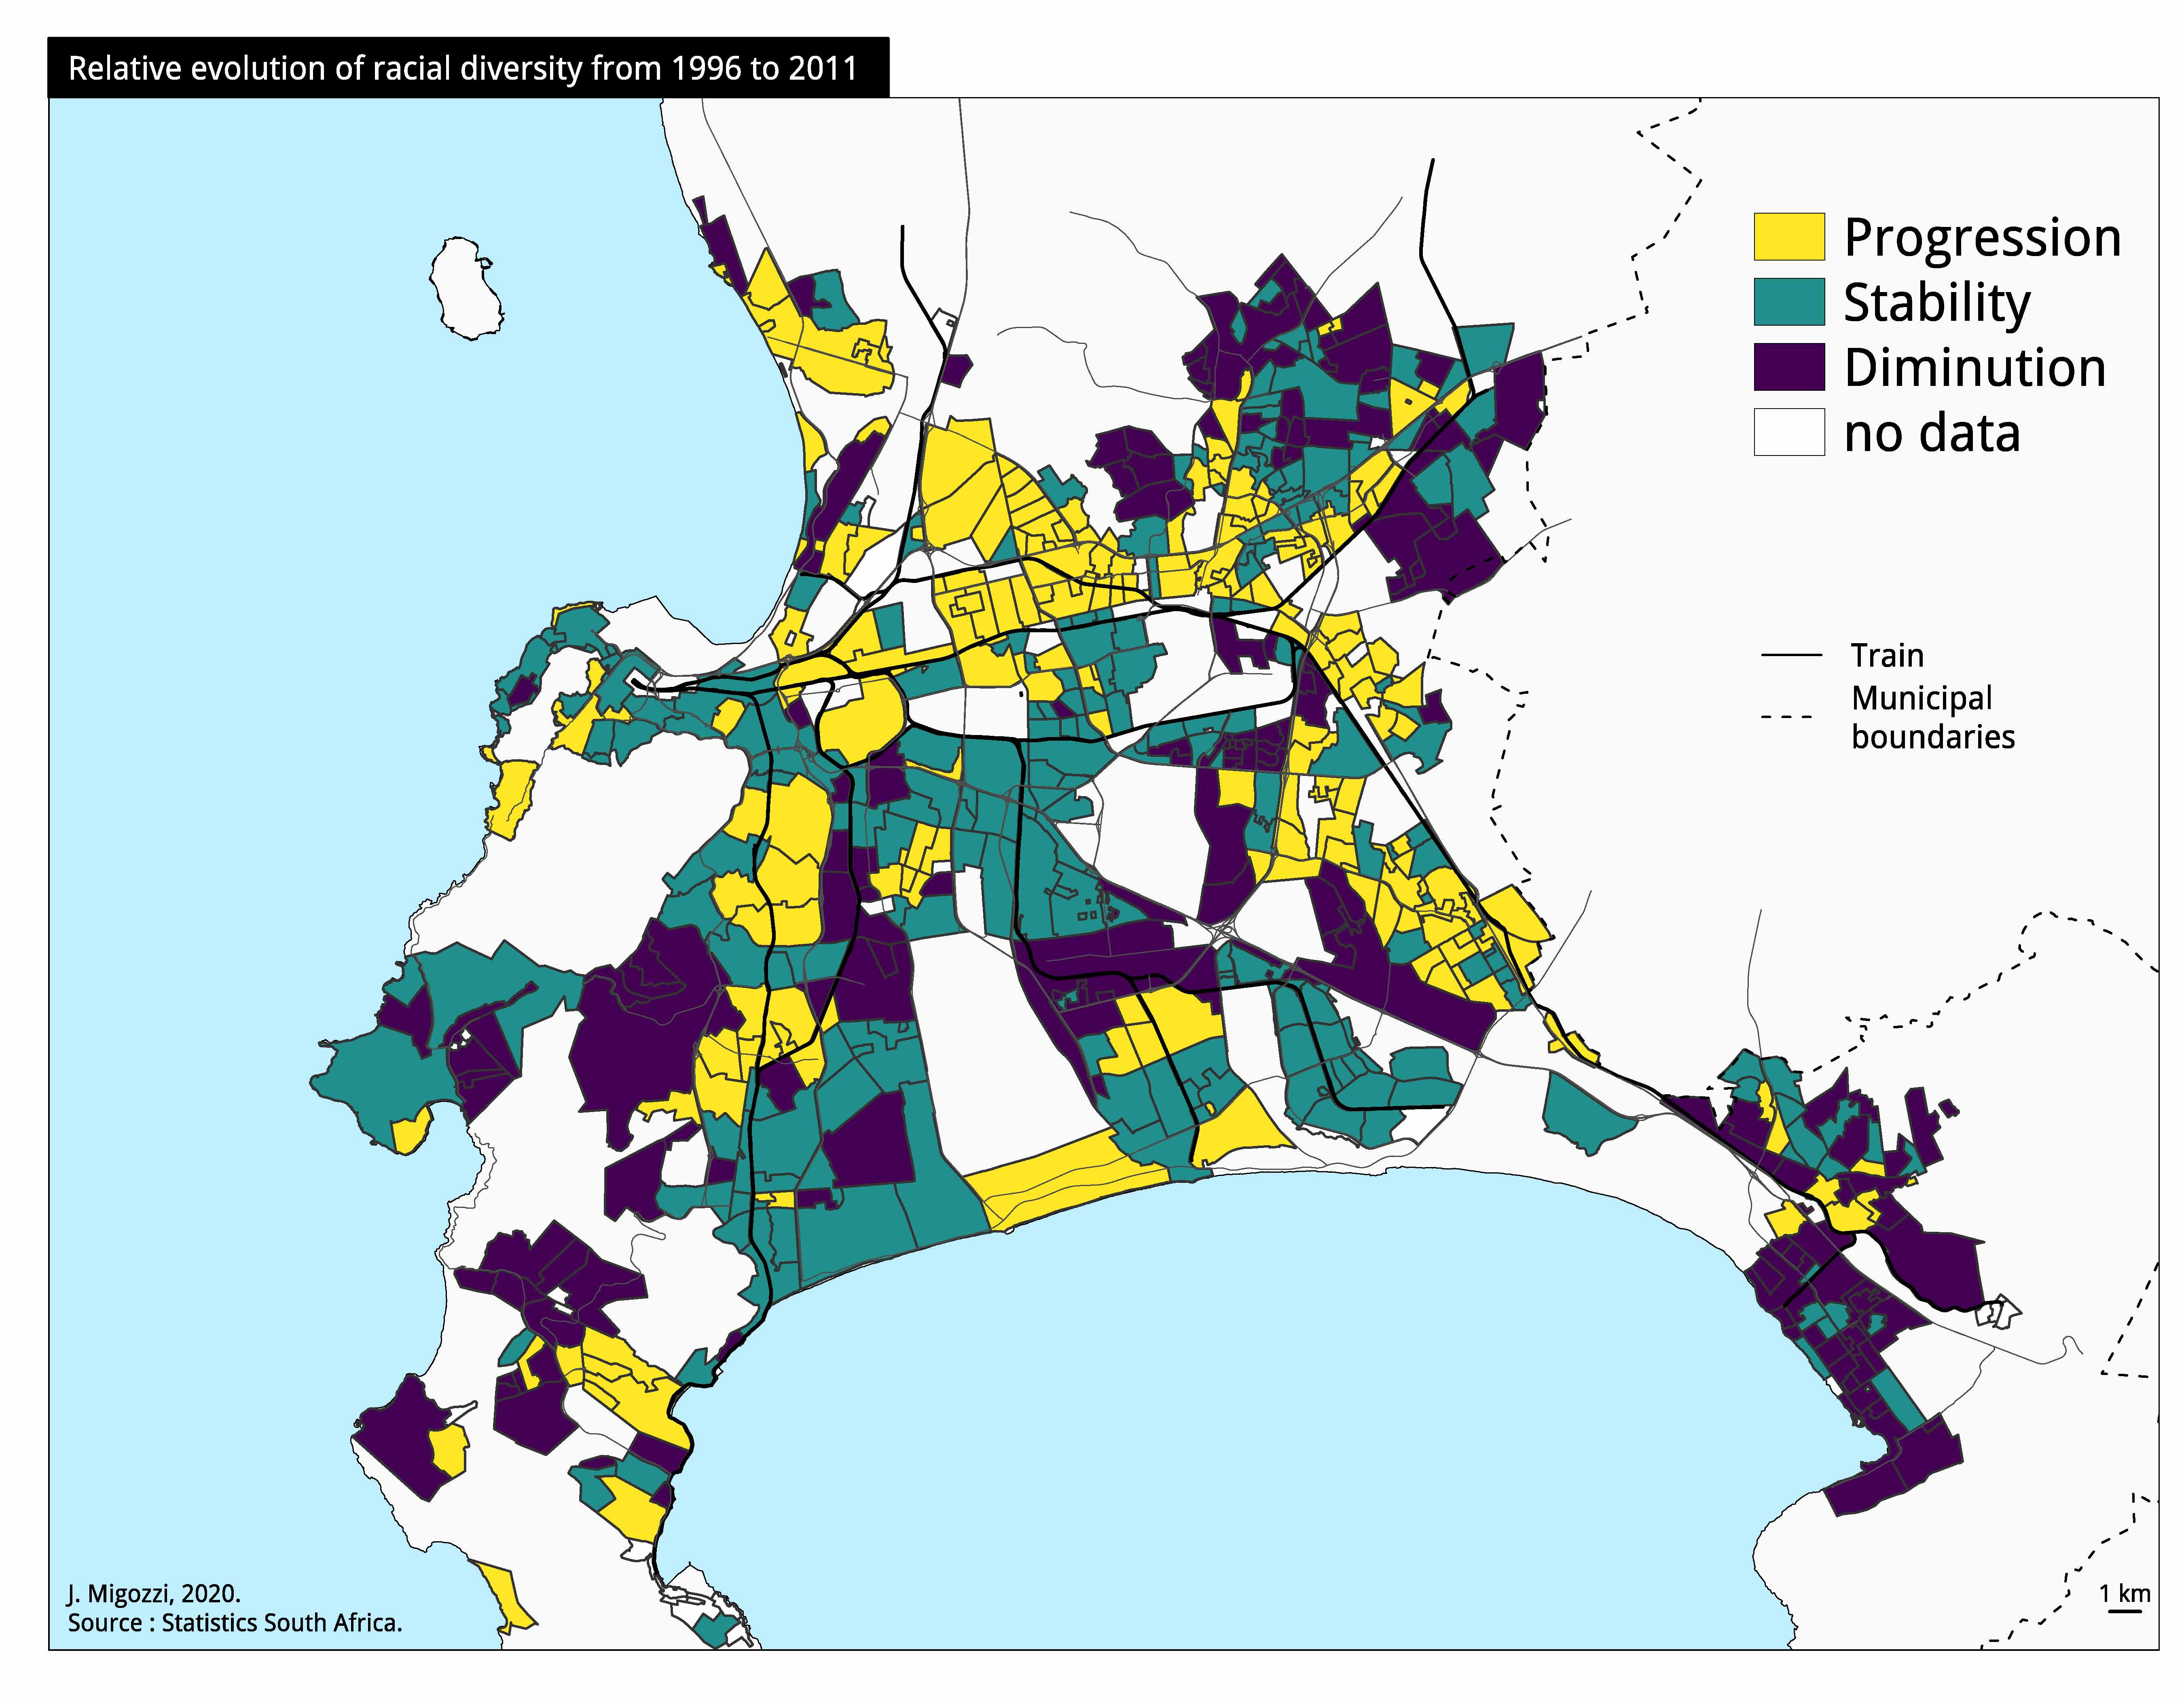 Relative evolution of racial diversity from 1996 to 2011
Progression
Stability
Diminution
no data
Train
Municipal
boundaries
1 km
J. Migozzi, 2020.
Source : Statistics South Africa.